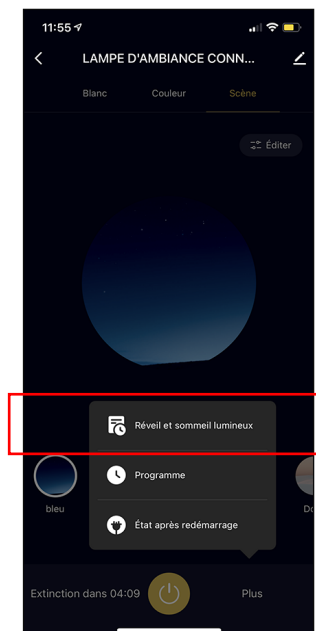 11:55
LAMPE D'AMBIANCE CONN...
Blanc Couleur Scène
Éditer
Réveil et sommeil lumineux
Programme
État après redémarrage
bleu
Extinction dans 04:09 Plus